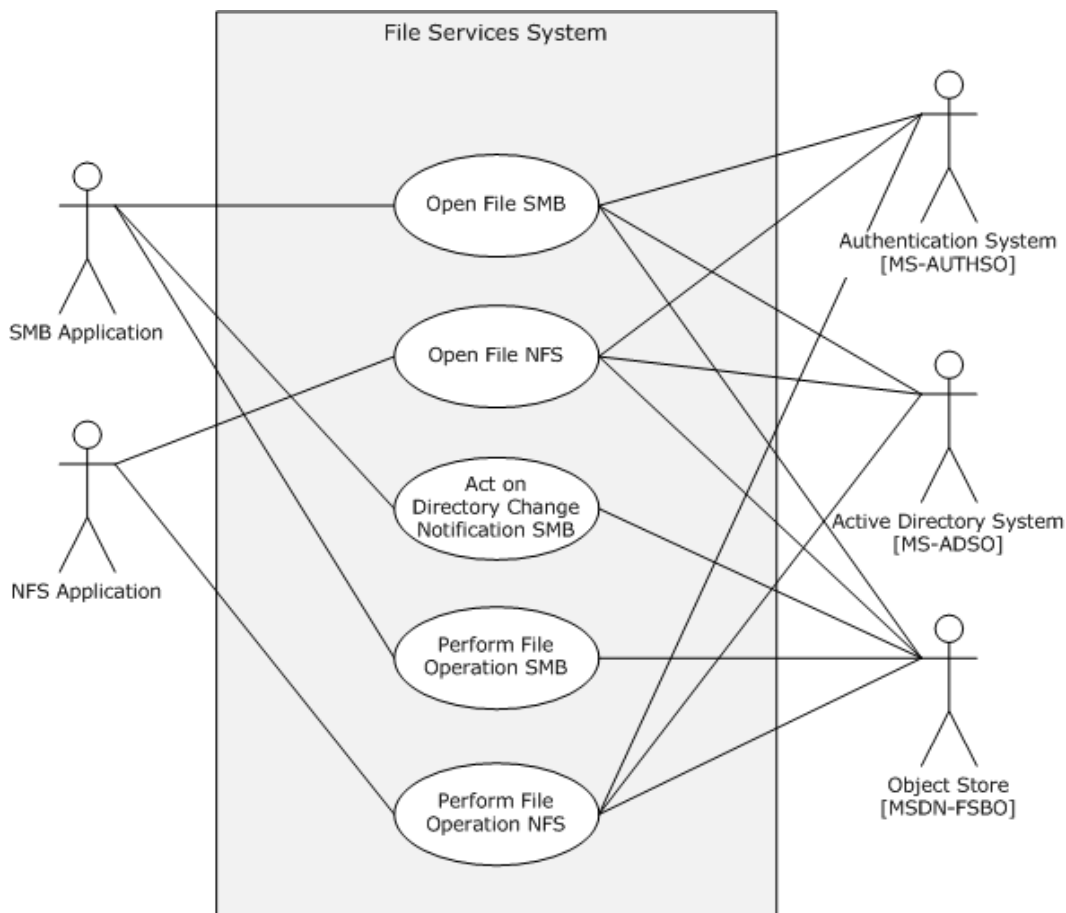 File Services System
Open File SMB
Authentication System
[MS-AUTHSO]
SMB Application
Open File NFS
Act on
Directory Change
Notification SMB
Active Directory System
[MS-ADSO]
NFS Application
Perform File
Operation SMB
Object Store
[MSDN-FSBO]
Perform File
Operation NFS